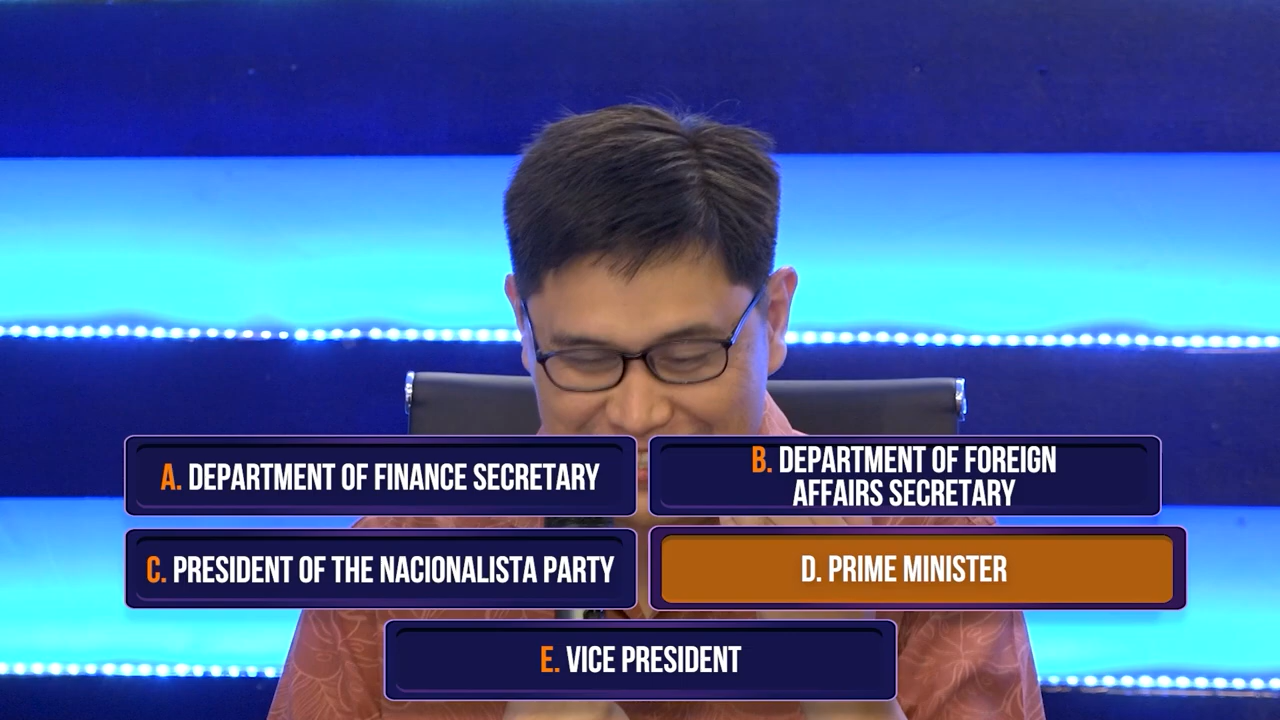 A. DEPARTMENT OF FINANCE SECRETARY
B. DEPARTMENT OF FOREIGN
AFFAIRS SECRETARY
C. PRESIDENT OF THE NACIONALISTA PARTY
D. PRIME MINISTER
E. VICE PRESIDENT